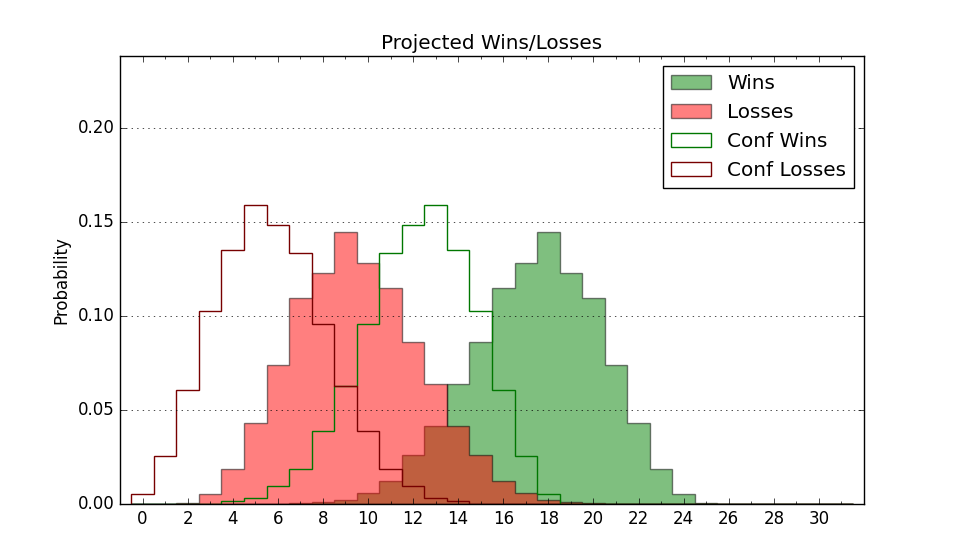 Projected Wins/Losses
Wins
Losses
Conf Wins
Conf Losses
Probability
0.20
0.15
0.10
0.05
0.00
0 2 4 6 8 10 12 14 16 18 20 22 24 26 28 30